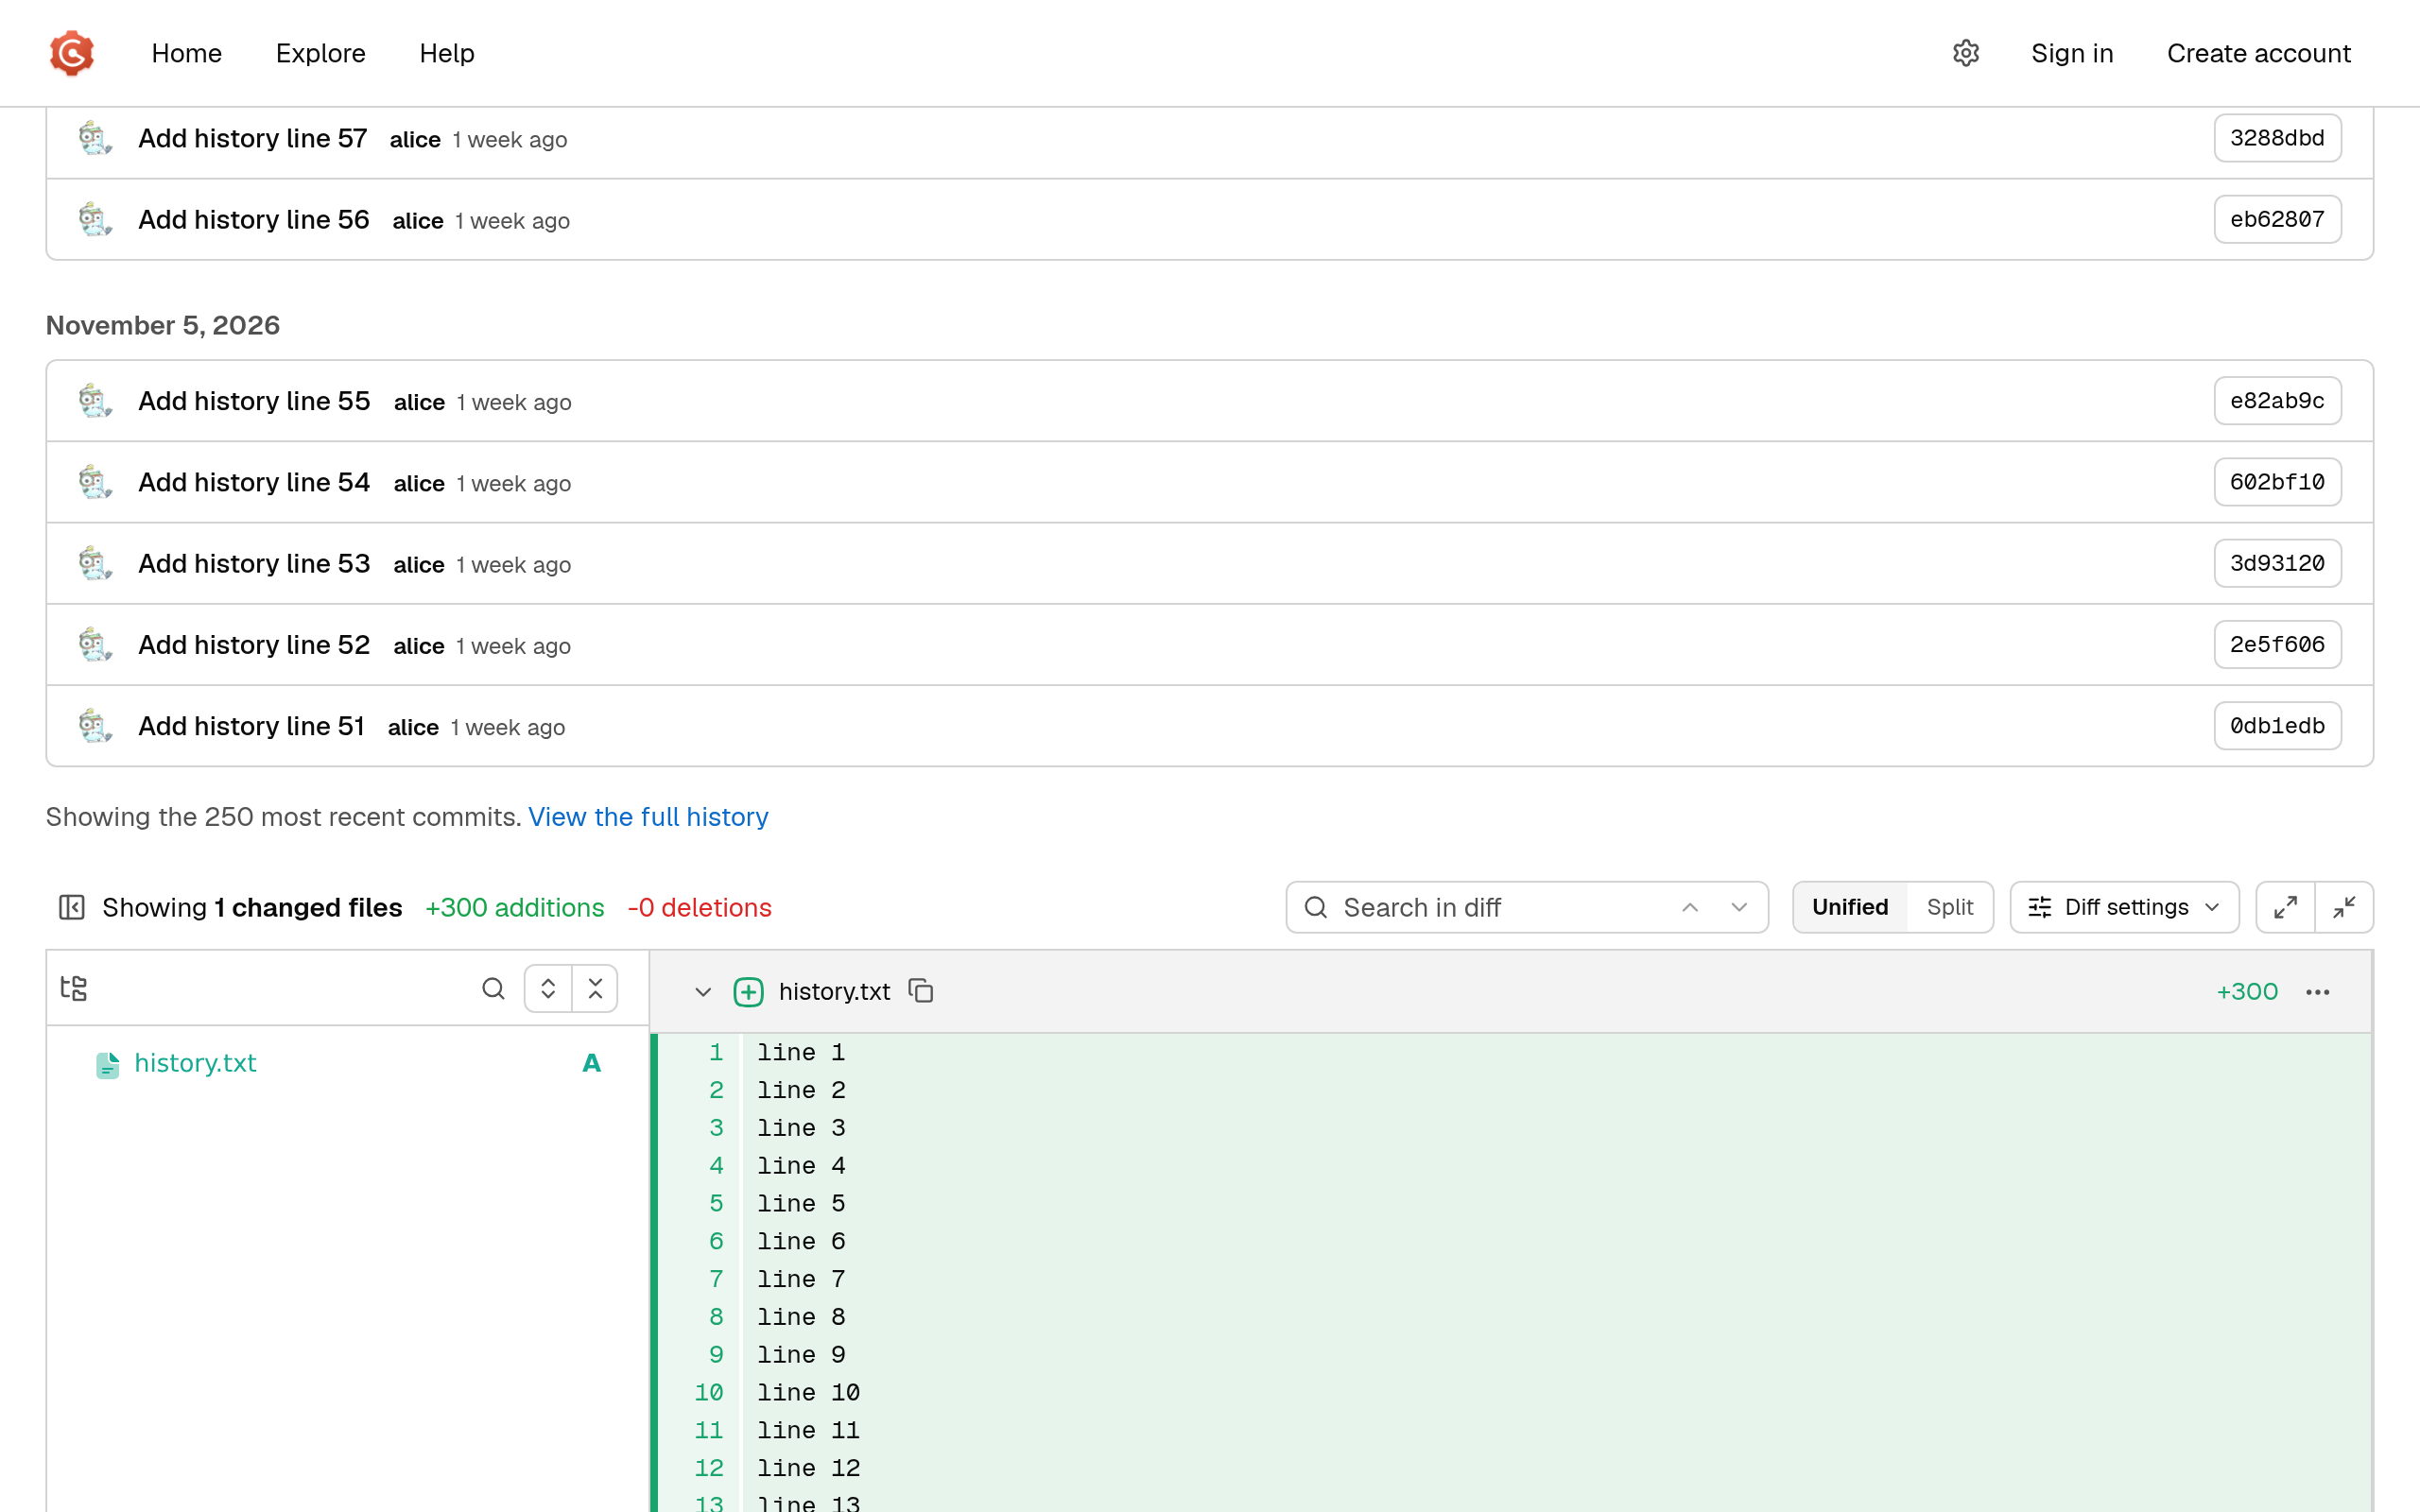 Home Explore Help Sign in Create account
Add history line 57 alice 1 week ago 3288dbd
Add history line 56 alice 1 week ago eb62807
November 5, 2026
Add history line 55 alice 1 week ago e82ab9c
Add history line 54 alice 1 week ago 602bf10
Add history line 53 alice 1 week ago 3d93120
Add history line 52 alice 1 week ago 2e5f606
Add history line 51 alice 1 week ago 0db1edb
Showing the 250 most recent commits. View the full history
Showing 1 changed files +300 additions -0 deletions Search in diff Unified Split Diff settings
history.txt +300
history.txt A
1 line 1
2 line 2
3 line 3
4 line 4
5 line 5
6 line 6
7 line 7
8 line 8
9 line 9
10 line 10
11 line 11
12 line 12
13 line 13